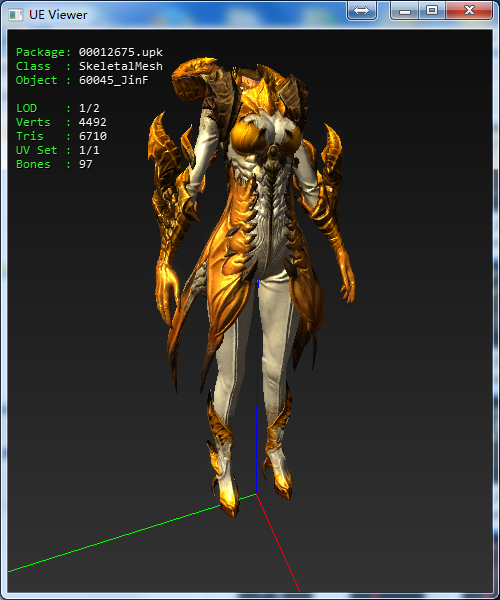 UE Viewer
Package: 00012675.upk
Class  : SkeletalMesh
Object : 60045_JinF
LOD    : 1/2
Verts  : 4492
Tris   : 6710
UV Set : 1/1
Bones  : 97